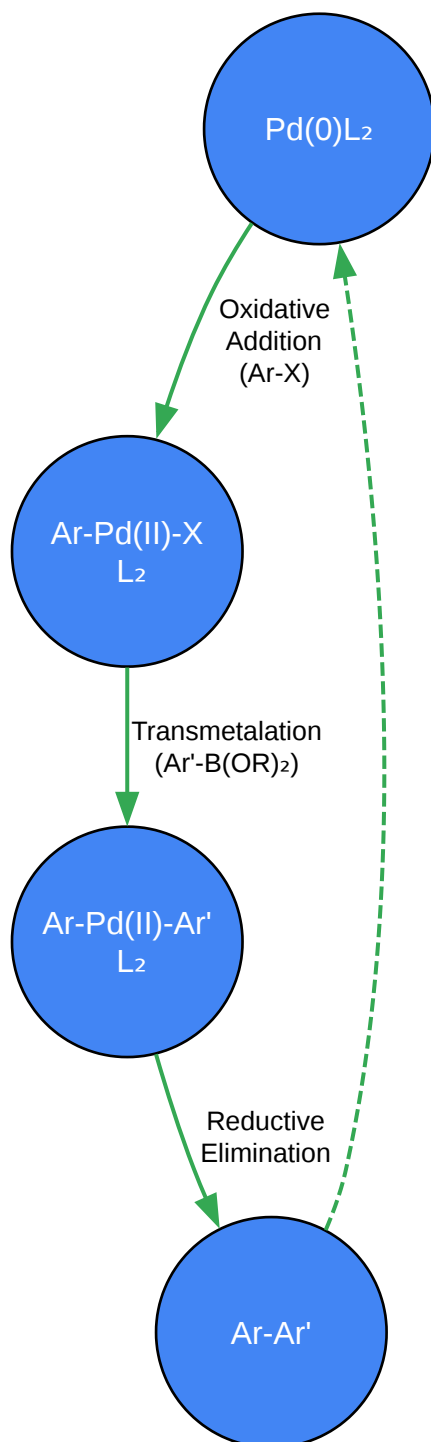 Pd(0)L₂
Oxidative
Addition
(Ar-X)
Ar-Pd(II)-X
L₂
Transmetalation
(Ar'-B(OR)₂)
Ar-Pd(II)-Ar'
L₂
Reductive
Elimination
Ar-Ar'